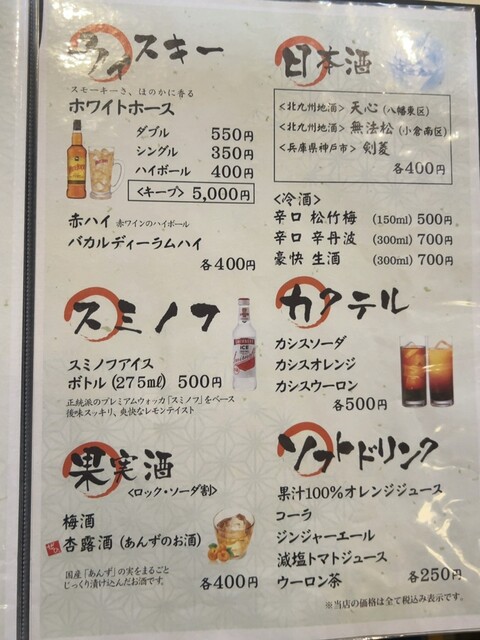 ウイスキー
スモーキーさ、ほのかに香る
ホワイトホース
ダブル 550円
シングル 350円
ハイボール 400円
<キープ> 5,000円
赤ハイ 赤ワインのハイボール
バカルディーラムハイ
各400円
日本酒
<北九州地酒> 天心 (八幡東区)
<北九州地酒> 無法松 (小倉南区)
<兵庫県神戸市> 剣菱
各400円
<冷酒>
辛口 松竹梅 (150ml) 500円
辛口 辛丹波 (300ml) 700円
豪快 生酒 (300ml) 700円
スミノフ
スミノフアイス
ボトル (275ml) 500円
正統派のプレミアムウォッカ「スミノフ」をベース
後味スッキリ、爽快なレモンテイスト
ICE
カクテル
カシスソーダ
カシスオレンジ
カシスウーロン
各500円
果実酒
<ロック・ソーダ割>
梅酒
杏露酒 (あんずのお酒)
国産「あんず」の実をまるごと
じっくり漬け込んだお酒です。
各400円
ソフトドリンク
果汁100%オレンジジュース
コーラ
ジンジャーエール
減塩トマトジュース
ウーロン茶
各250円
※当店の価格は全て税込み表示です。